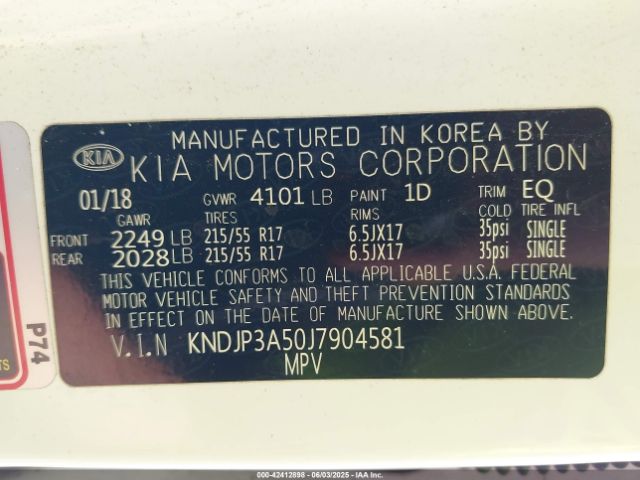 MANUFACTURED IN KOREA BY
KIA KIA MOTORS CORPORATION
01/18 GVWR 4101 LB PAINT 1D TRIM EQ
GAWR TIRES RIMS COLD TIRE INFL
FRONT 2249 LB 215/55 R17 6.5JX17 35psi SINGLE
REAR 2028 LB 215/55 R17 6.5JX17 35psi SINGLE
THIS VEHICLE CONFORMS TO ALL APPLICABLE U.S.A. FEDERAL
MOTOR VEHICLE SAFETY AND THEFT PREVENTION STANDARDS
IN EFFECT ON THE DATE OF MANUFACTURE SHOWN ABOVE.
V.I.N KNDJP3A50J7904581
MPV
P74
000-42412898 - 06/03/2025 - IAA Inc.